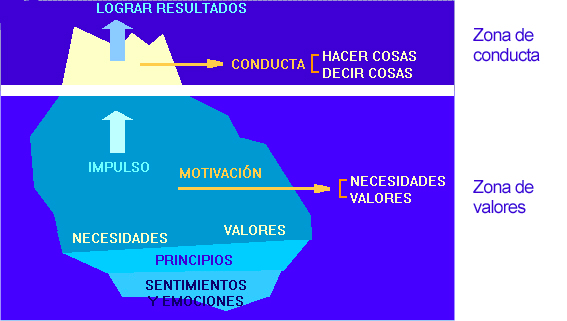 LOGRAR RESULTADOS
Zona de
conducta
CONDUCTA
HACER COSAS
DECIR COSAS
IMPULSO
MOTIVACIÓN
NECESIDADES
VALORES
Zona de
valores
NECESIDADES
VALORES
PRINCIPIOS
SENTIMIENTOS
Y EMOCIONES